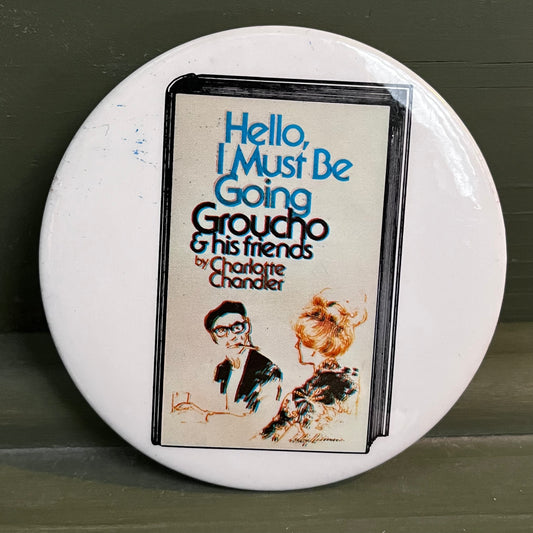 Hello,
I Must Be
Going
Groucho
& his friends
by Charlotte
Chandler